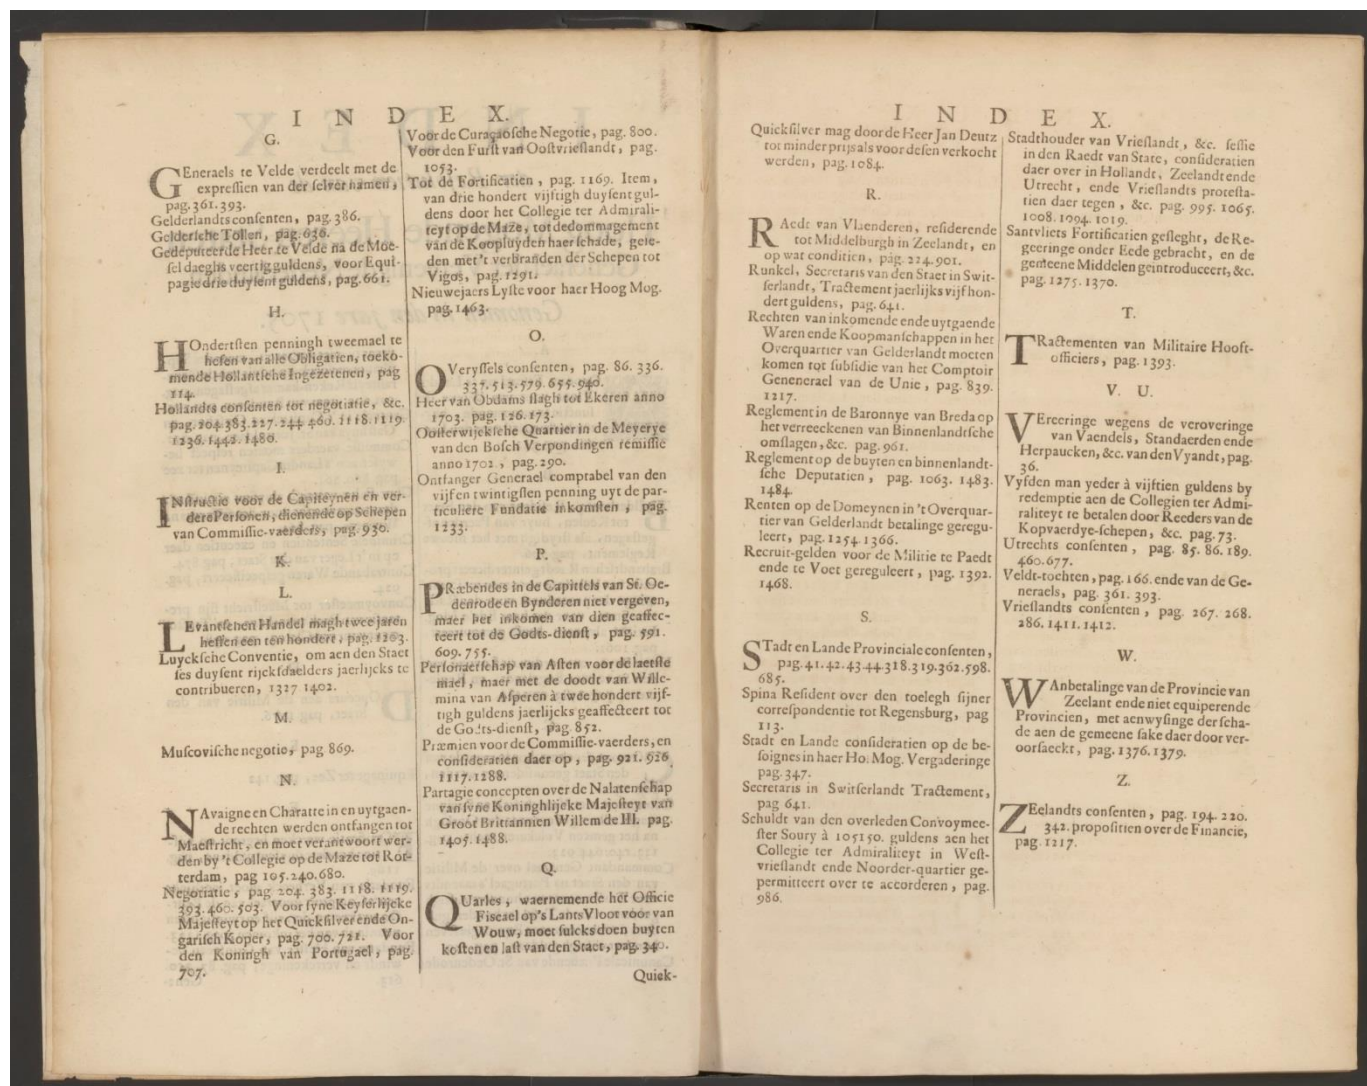 INDEX.
G.
GEneraels te Velde verdeelt met de
expressien van der selver namen,
pag. 361. 393.
Gelderlandts consenten, pag. 386.
Geldersche Tollen, pag. 636.
Gedeputeerde Heer te Velde na de Moe-
sel daeghs veertig guldens, voor Equi-
pagie drie duysent guldens, pag. 661.
H.
HOndertsten penningh tweemael te
hefen van alle Obligatien, toeko-
mende Hollantsche Ingezetenen, pag
114.
Hollandts consenten tot negotiatie, &c.
pag. 204. 383. 227. 244 460. 1118. 1119.
1236. 1442. 1480.
I.
INstructie voor de Capiteynen en ver-
dere Personen, dienende op Schepen
van Commissie-vaerders, pag. 930.
K.
L.
LEvantschen Handel magh twee jaren
heffen een ten hondert, pag. 1203.
Luycksche Convention, om aen den Staet
ses duysent rijcksdaelders jaerlijcks te
contribueren, 1327 1402.
M.
Muscovische negotie, pag 869.
N.
NAvaigne en Charatte in en uytgaen-
de rechten werden ontfangen tot
Maestricht, en moet verantwoort wer-
den by 't Collegie op de Maze tot Rot-
terdam, pag 105. 240. 680.
Negotiatie, pag 204. 383. 1118. 1119.
393. 460. 503. Voor syne Keyserlijcke
Majesteyt op het Quicksilver ende On-
garisch Koper, pag. 700. 721. Voor
den Koningh van Portugael, pag.
707.
Voor de Curaçaosche Negotie, pag. 800.
Voor den Furst van Oostvrieslandt, pag.
1053.
Tot de Fortificatien, pag. 1169. Item,
van drie hondert vijftigh duysent gul-
dens door het Collegie ter Admirali-
teyt op de Maze, tot dedommagement
van de Koopluyden haer schade, gele-
den met 't verbranden der Schepen tot
Vigos, pag. 1291.
Nieuwejaers Lyste voor haer Hoog Mog.
pag. 1463.
O.
OVeryssels consenten, pag. 86. 336.
337. 513. 579. 655. 940.
Heer van Obdams slagh tot Ekeren anno
1703. pag. 126. 173.
Oosterwijcksche Quartier in de Meyerye
van den Bosch Verpondingen remissie
anno 1702, pag. 290.
Ontfanger Generael comptabel van den
vijf en twintigsten penning uyt de par-
ticuliere Fundatie inkomsten, pag.
1233.
P.
PRæbendes in de Capittels van St. Oe-
denrode en Bynderen niet vergeven,
maer het inkomen van dien geaffec-
teert tot de Godts-dienst, pag. 591.
609. 755.
Personaetschap van Asten voor de laetste
mael, maer met de doodt van Wille-
mina van Asperen à twee hondert vijf-
tigh guldens jaerlijcks geaffecteert tot
de Godts-dienst, pag 852.
Præmien voor de Commissie-vaerders, en
consideratien daer op, pag. 921. 926
1117. 1288.
Partagie concepten over de Nalatenschap
van syne Koninghlijcke Majesteyt van
Groot Brittannien Willem de III. pag.
1405. 1488.
Q.
QUarles, waernemende het Officie
Fiscael op 's Lants Vloot voor van
Wouw, moet sulcks doen buyten
kosten en last van den Staet, pag. 340.
Quick-
INDEX.
Quicksilver mag door de Heer Jan Deutz
tot minder prijs als voor desen verkocht
werden, pag. 1084.
R.
RAedt van Vlaenderen, residerende
tot Middelburgh in Zeelandt, en
op wat conditien, pag. 224. 901.
Runkel, Secretaris van den Staet in Swit-
serlandt, Tractement jaerlijks vijf hon-
dert guldens, pag. 641.
Rechten van inkomende ende uytgaende
Waren ende Koopmanschappen in het
Overquartier van Gelderlandt moeten
komen tot subsidie van het Comptoir
Genenerael van de Unie, pag. 839.
1217.
Reglement in de Baronnye van Breda op
het verreeckenen van Binnenlandtsche
omslagen, &c. pag. 961.
Reglement op de buyten en binnenlandt-
sche Deputatien, pag. 1063. 1483.
1484.
Renten op de Domeynen in 't Overquar-
tier van Gelderlandt betalinge geregu-
leert, pag. 1254. 1366.
Recruit-gelden voor de Militie te Paedt
ende te Voet gereguleert, pag. 1392.
1468.
S.
STadt en Lande Provinciale consenten,
pag. 41. 42. 43 44. 318. 319. 362. 598.
685.
Spina Resident over den toelegh sijner
correspondentie tot Regensburg, pag
113.
Stadt en Lande consideratien op de be-
soignes in haer Ho. Mog. Vergaderinge
pag. 347.
Secretaris in Switserlandt Tractement,
pag 641.
Schuldt van den overleden Convoymee-
ster Soury à 105150. guldens aen het
Collegie ter Admiraliteyt in West-
vrieslandt ende Noorder-quartier ge-
permitteert over te accorderen, pag.
986.
Stadthouder van Vrieslandt, &c. sessie
in den Raedt van State, consideratien
daer over in Hollandt, Zeelandt ende
Utrecht, ende Vrieslandts protesta-
tien daer tegen, &c. pag. 995. 1065.
1008. 1094. 1019.
Santvliets Fortificatien geslegt, de Re-
geeringe onder Eede gebracht, en de
gemeene Middelen geintroduceert, &c.
pag. 1275. 1370.
T.
TRactementen van Militaire Hooft-
officiers, pag. 1393.
V. U.
VEreeringe wegens de veroveringe
van Vaendels, Standaerden ende
Herpaucken, &c. van den Vyandt, pag.
36.
Vyfden man yeder à vijftien guldens by
redemptie aen de Collegien ter Admi-
raliteyt te betalen door Reeders van de
Kopvaerdye-schepen, &c. pag. 73.
Utrechts consenten, pag. 85. 86. 189.
460. 677.
Veldt-tochten, pag. 166. ende van de Ge-
neraels, pag. 361. 393.
Vrieslandts consenten, pag. 267. 268.
286. 1411. 1412.
W.
WAnbetalinge van de Provincie van
Zeelant ende niet equiperende
Provincien, met aenwysinge der scha-
de aen de gemeene sake daer door ver-
oorsaeckt, pag. 1376. 1379.
Z.
ZEelandts consenten, pag. 194. 220.
342. propositien over de Financie,
pag. 1217.